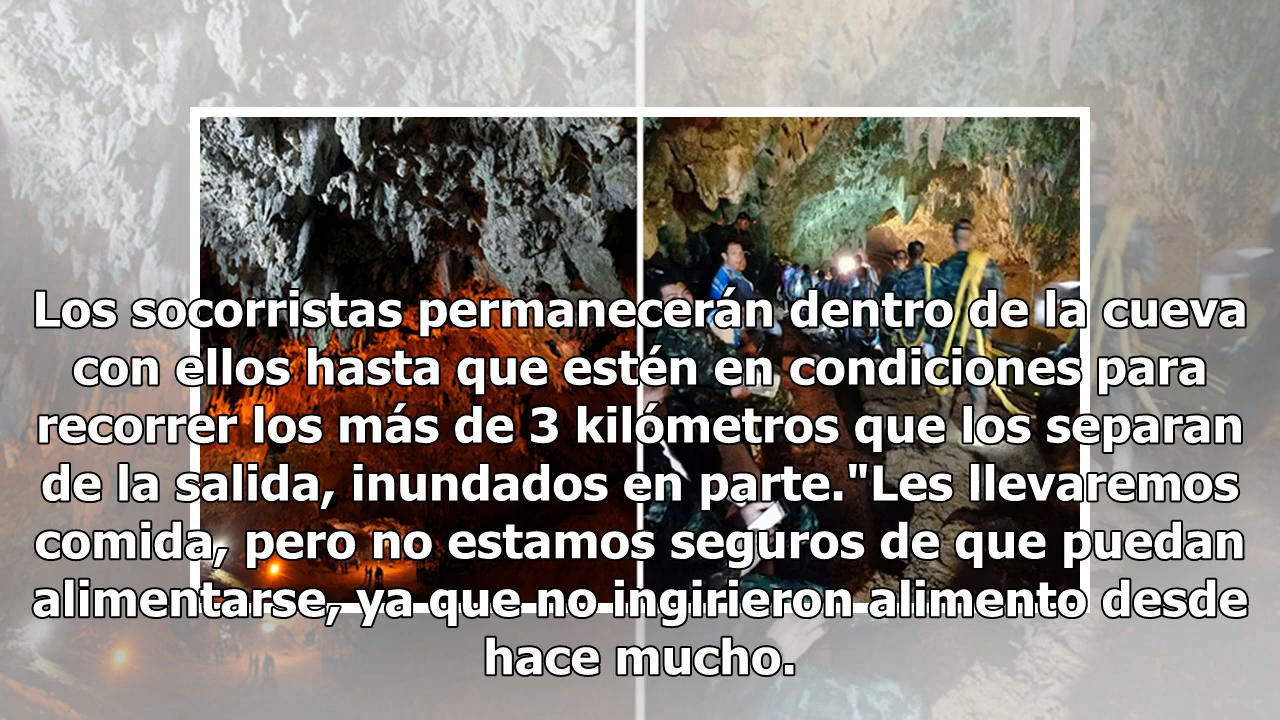 Los socorristas permanecerán dentro de la cueva
con ellos hasta que estén en condiciones para
recorrer los más de 3 kilómetros que los separan
de la salida, inundados en parte."Les llevaremos
comida, pero no estamos seguros de que puedan
alimentarse, ya que no ingirieron alimento desde
hace mucho.